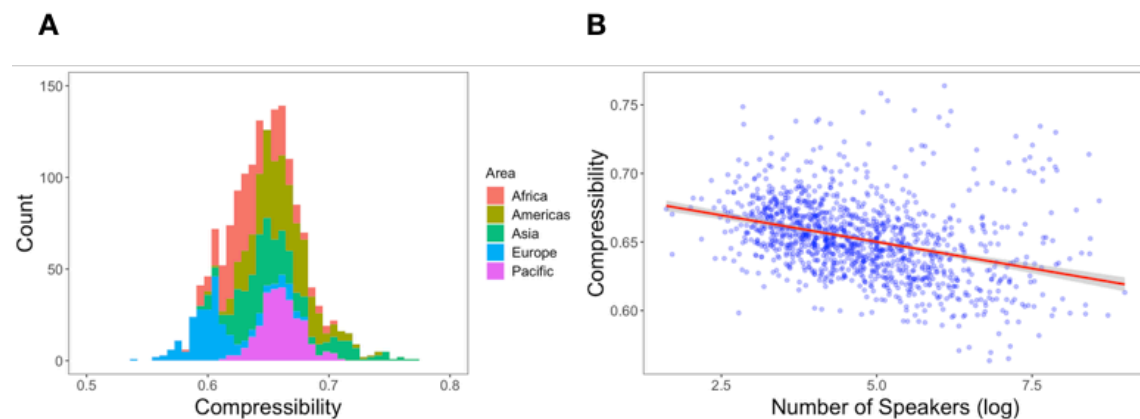 A
B
150
100
50
0
Count
0.5 0.6 0.7 0.8
Compressibility
Area
Africa
Americas
Asia
Europe
Pacific
0.75
0.70
0.65
0.60
Compressibility
2.5 5.0 7.5
Number of Speakers (log)